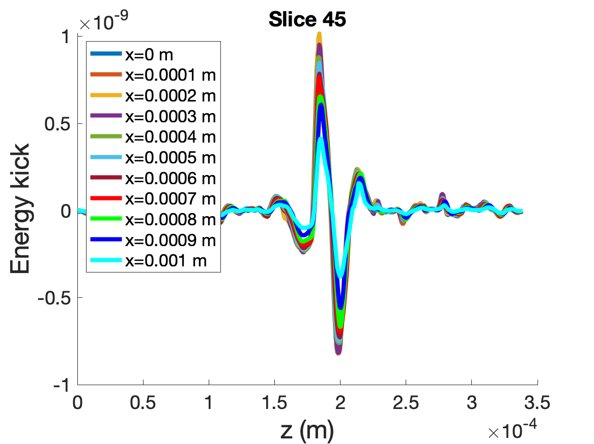 Slice 45
×10⁻⁹
1
0.5
0
-0.5
-1
Energy kick
x=0 m
x=0.0001 m
x=0.0002 m
x=0.0003 m
x=0.0004 m
x=0.0005 m
x=0.0006 m
x=0.0007 m
x=0.0008 m
x=0.0009 m
x=0.001 m
0 0.5 1 1.5 2 2.5 3 3.5
z (m)
×10⁻⁴